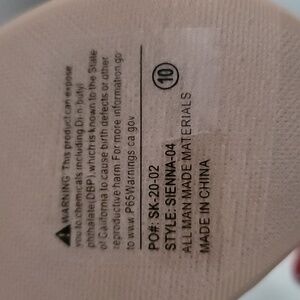 ⚠WARNING: This product can expose
you to chemicals including Di-n-butyl
phthalate(DBP),which is known to the State
of California to cause birth defects or other
reproductive harm. For more information go
to www.P65Warnings.ca.gov
PO#: SK-20-02
STYLE: SIENNA-04
ALL MAN MADE MATERIALS
MADE IN CHINA
10